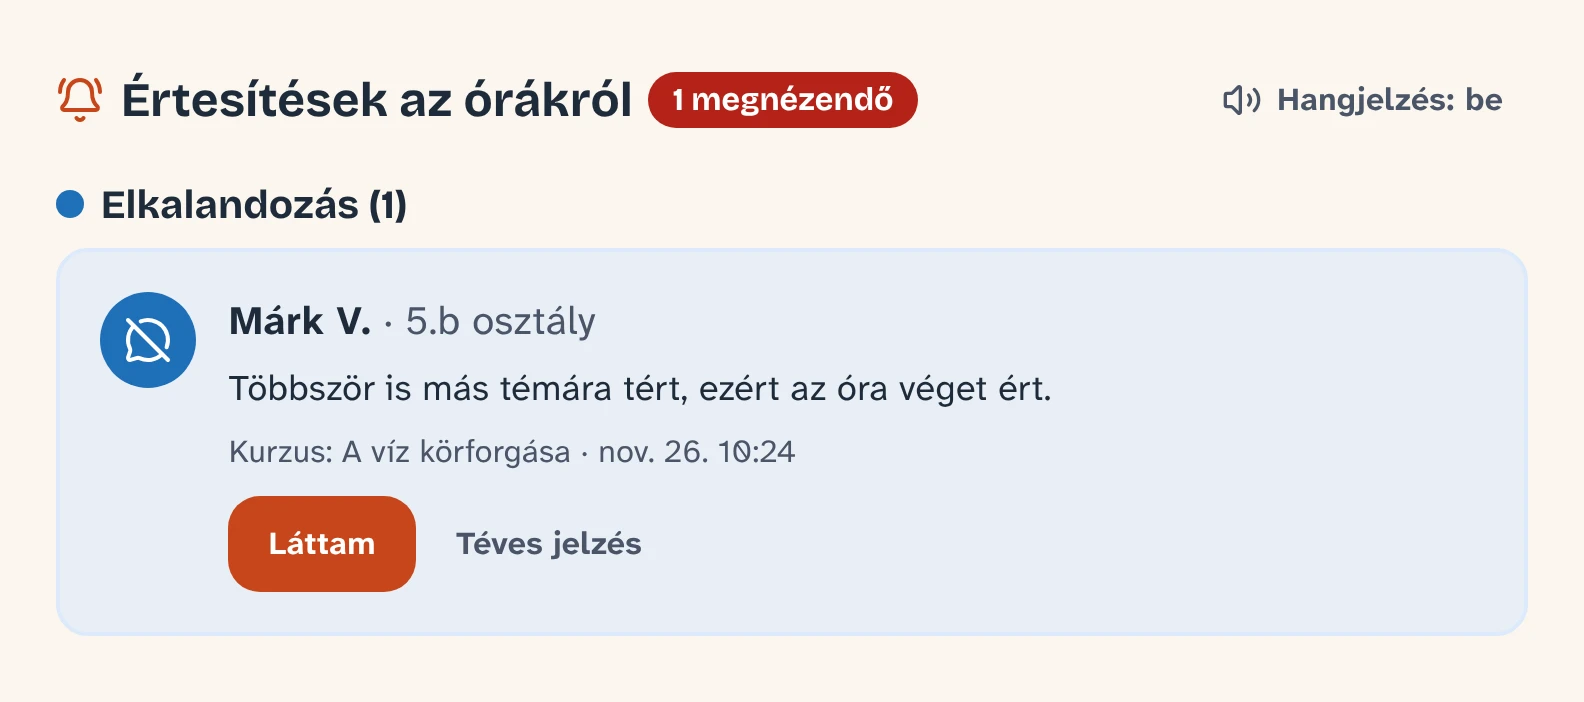 Értesítések az órákról
1 megnézendő
Hangjelzés: be
Elkalandozás (1)
Márk V. · 5.b osztály
Többször is más témára tért, ezért az óra véget ért.
Kurzus: A víz körforgása · nov. 26. 10:24
Láttam
Téves jelzés